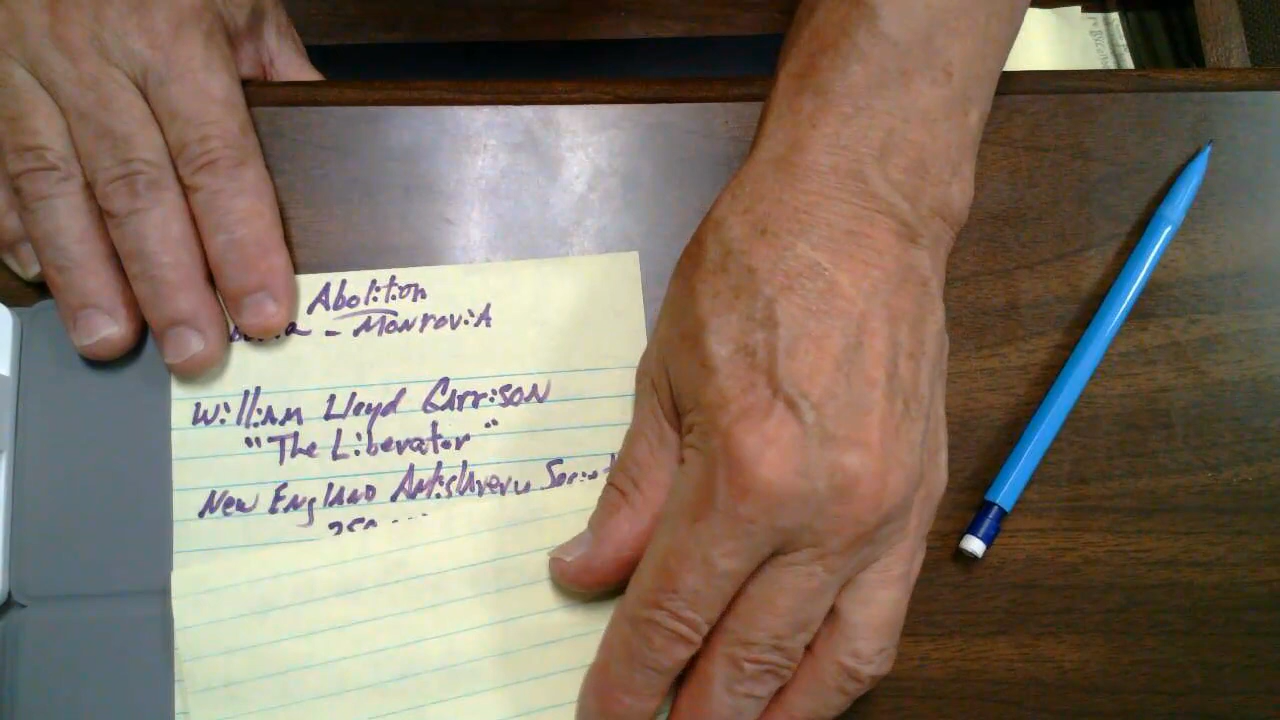 Abolition
- Monrovia
William Lloyd Garrison
"The Liberator"
New England Antislavery